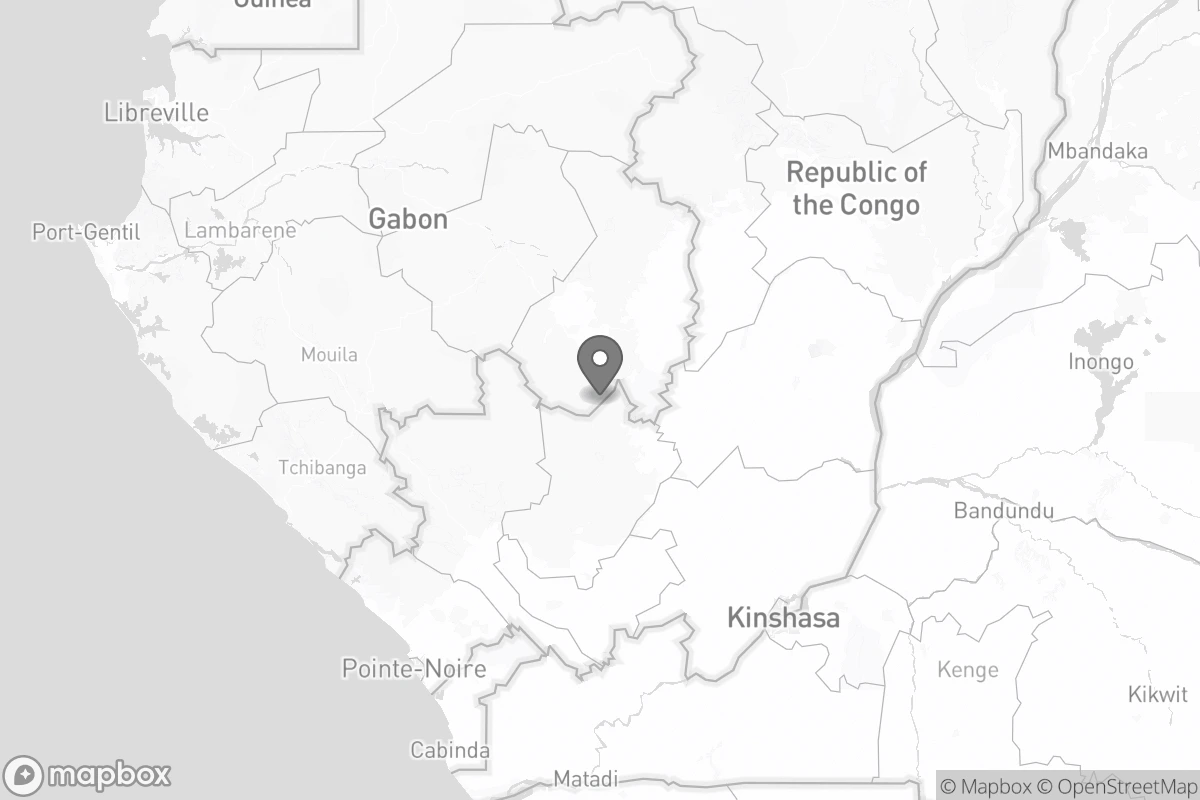 Guinea
Libreville
Mbandaka
Republic of
the Congo
Gabon
Port-Gentil
Lambarene
Mouila
Inongo
Tchibanga
Bandundu
Kinshasa
Pointe-Noire
Kenge
Kikwit
Cabinda
Matadi
mapbox
© Mapbox © OpenStreetMap